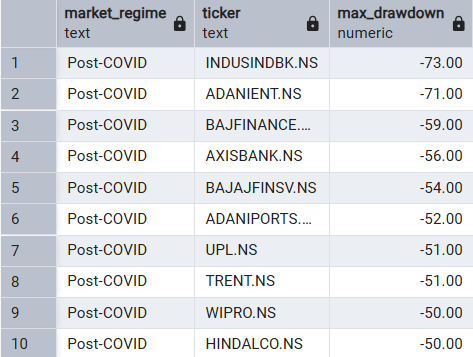 market_regime ticker max_drawdown
text text numeric
1 Post-COVID INDUSINDBK.NS -73.00
2 Post-COVID ADANIENT.NS -71.00
3 Post-COVID BAJFINANCE.... -59.00
4 Post-COVID AXISBANK.NS -56.00
5 Post-COVID BAJAJFINSV.NS -54.00
6 Post-COVID ADANIPORTS.... -52.00
7 Post-COVID UPL.NS -51.00
8 Post-COVID TRENT.NS -51.00
9 Post-COVID WIPRO.NS -50.00
10 Post-COVID HINDALCO.NS -50.00